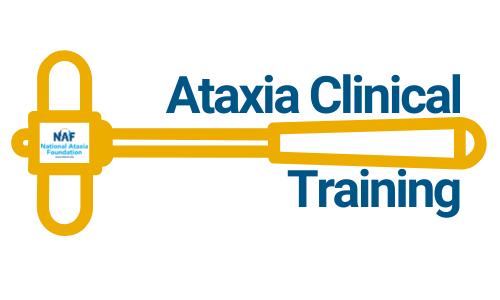 Ataxia Clinical
NAF
National Ataxia
Foundation
Training